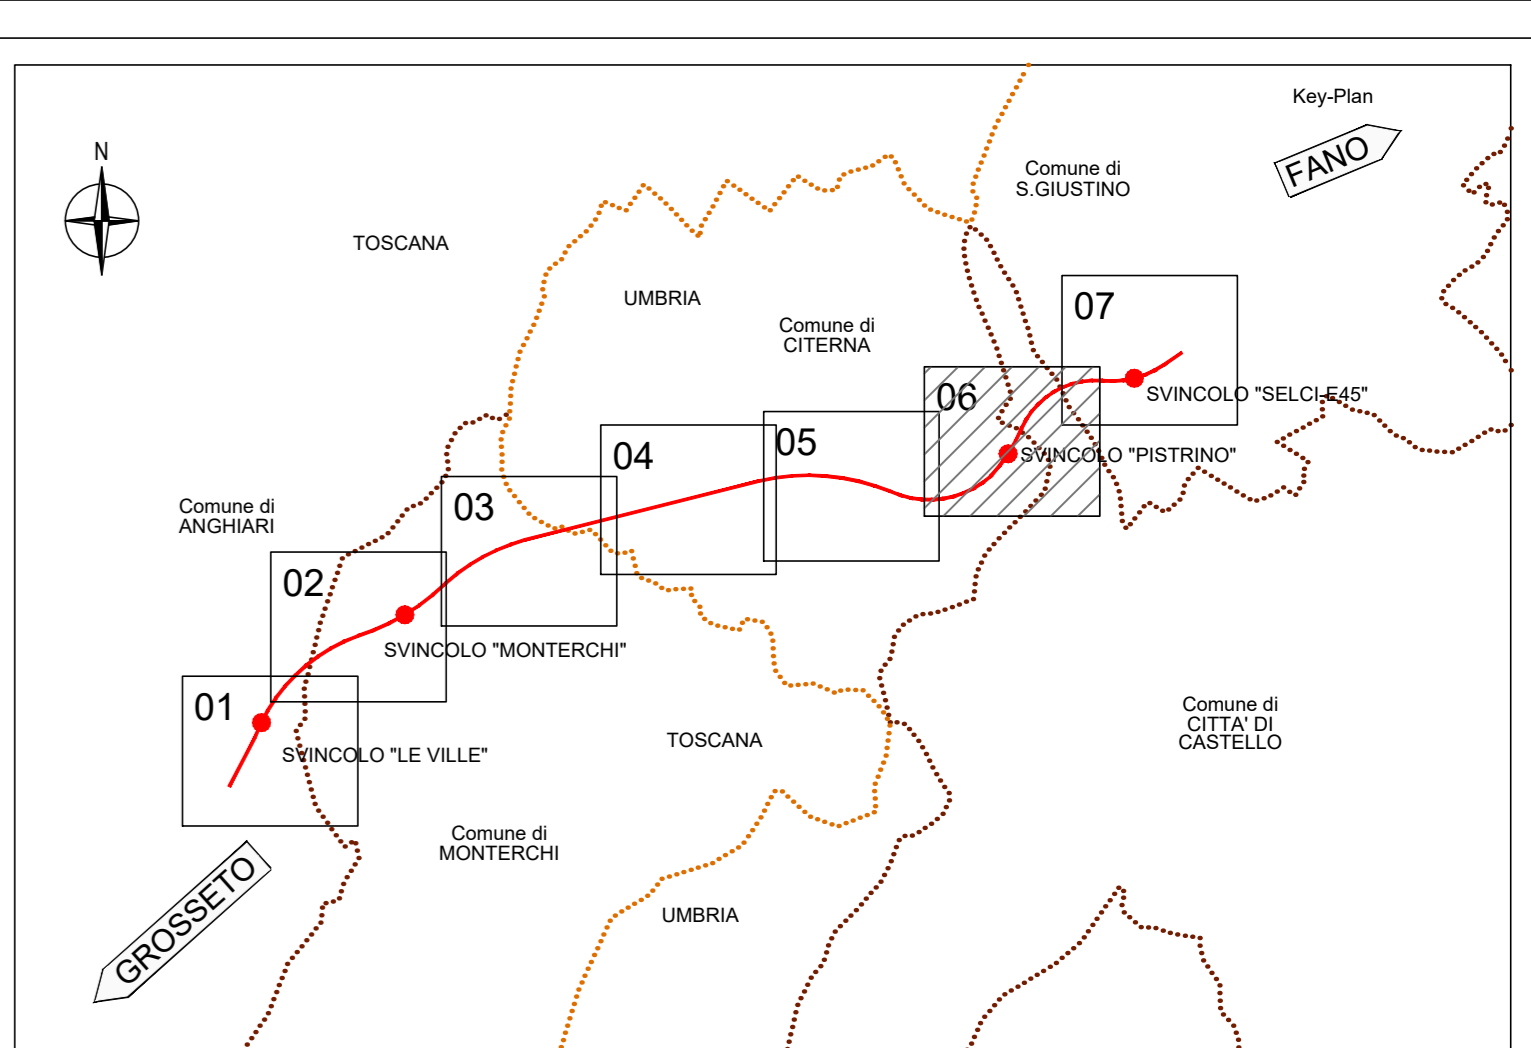 Key-Plan
N
FANO
Comune di
S.GIUSTINO
TOSCANA
UMBRIA
Comune di
CITERNA
07
SVINCOLO "SELCI-E45"
06
SVINCOLO "PISTRINO"
05
04
03
Comune di
ANGHIARI
02
SVINCOLO "MONTERCHI"
01
SVINCOLO "LE VILLE"
TOSCANA
Comune di
CITTA' DI
CASTELLO
Comune di
MONTERCHI
UMBRIA
GROSSETO